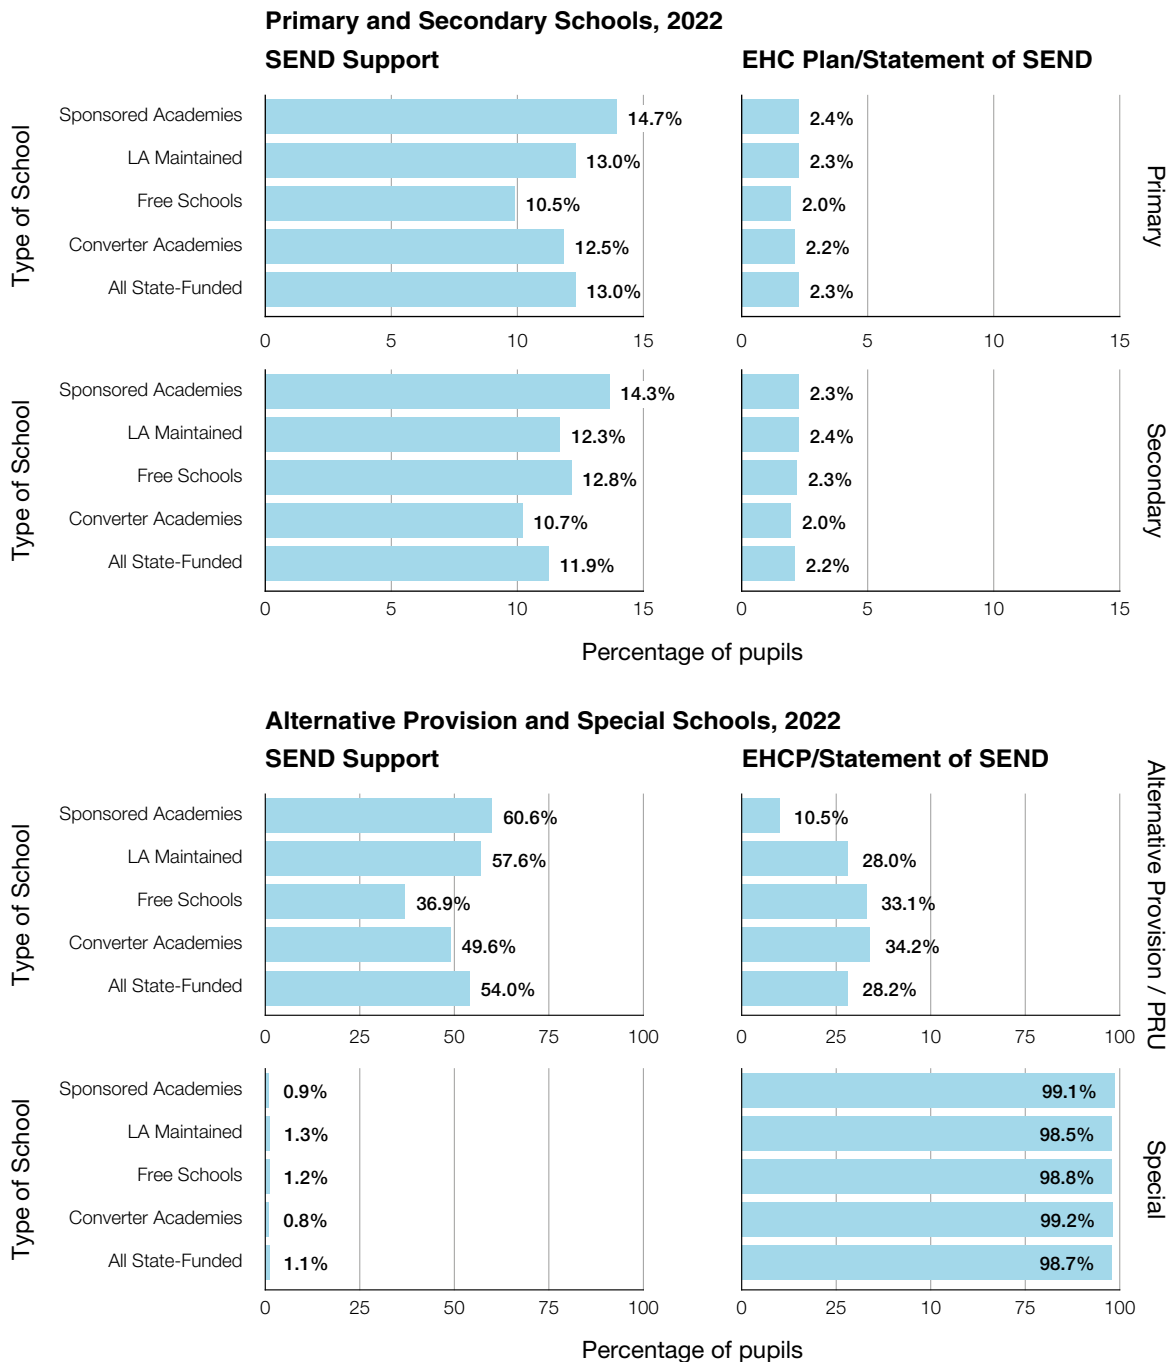 Primary and Secondary Schools, 2022
SEND Support
EHC Plan/Statement of SEND
Type of School
Sponsored Academies
14.7%
2.4%
LA Maintained
13.0%
2.3%
Free Schools
10.5%
2.0%
Converter Academies
12.5%
2.2%
All State-Funded
13.0%
2.3%
Primary
0 5 10 15
0 5 10 15
Type of School
Sponsored Academies
14.3%
2.3%
LA Maintained
12.3%
2.4%
Free Schools
12.8%
2.3%
Converter Academies
10.7%
2.0%
All State-Funded
11.9%
2.2%
Secondary
0 5 10 15
0 5 10 15
Percentage of pupils
Alternative Provision and Special Schools, 2022
SEND Support
EHCP/Statement of SEND
Type of School
Sponsored Academies
60.6%
10.5%
LA Maintained
57.6%
28.0%
Free Schools
36.9%
33.1%
Converter Academies
49.6%
34.2%
All State-Funded
54.0%
28.2%
Alternative Provision / PRU
0 25 50 75 100
0 25 10 75 100
Type of School
Sponsored Academies
0.9%
99.1%
LA Maintained
1.3%
98.5%
Free Schools
1.2%
98.8%
Converter Academies
0.8%
99.2%
All State-Funded
1.1%
98.7%
Special
0 25 50 75 100
0 25 10 75 100
Percentage of pupils